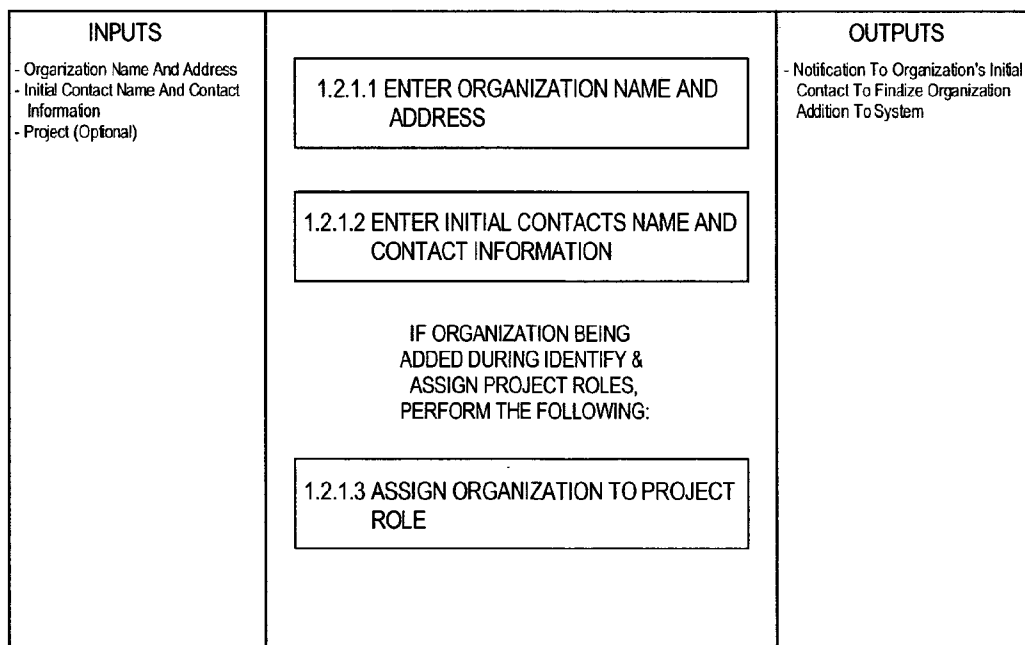 INPUTS
- Organization Name And Address
- Initial Contact Name And Contact
Information
- Project (Optional)
1.2.1.1 ENTER ORGANIZATION NAME AND
ADDRESS
1.2.1.2 ENTER INITIAL CONTACTS NAME AND
CONTACT INFORMATION
IF ORGANIZATION BEING
ADDED DURING IDENTIFY &
ASSIGN PROJECT ROLES,
PERFORM THE FOLLOWING:
1.2.1.3 ASSIGN ORGANIZATION TO PROJECT
ROLE
OUTPUTS
- Notification To Organization's Initial
Contact To Finalize Organization
Addition To System